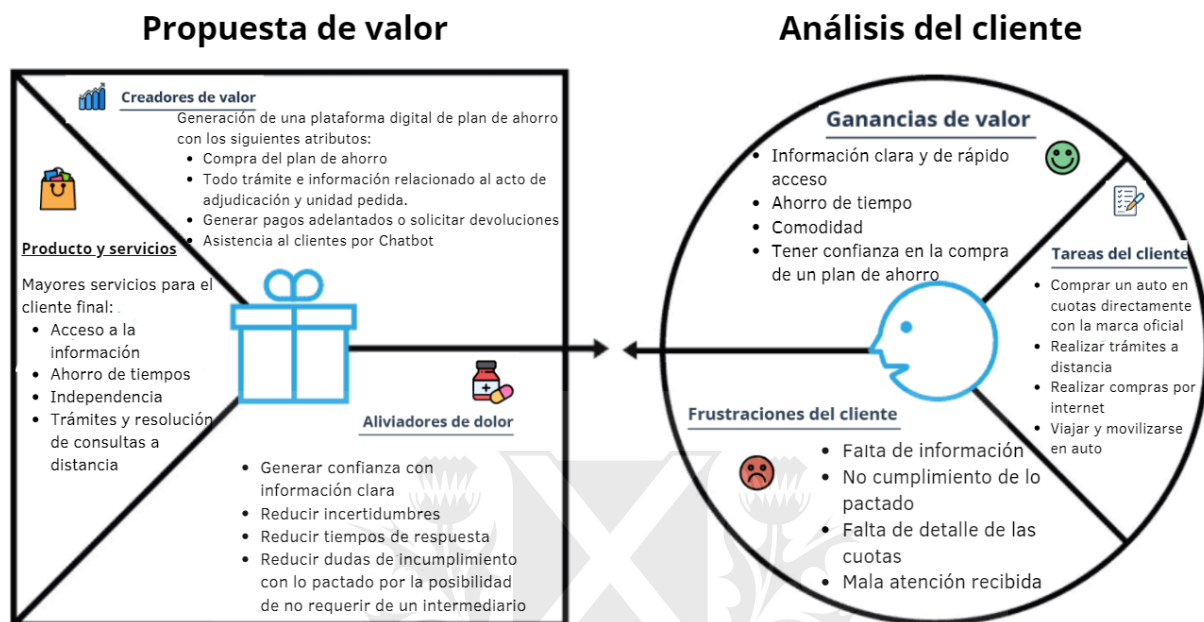 Propuesta de valor
Creadores de valor
Generación de una plataforma digital de plan de ahorro
con los siguientes atributos:
• Compra del plan de ahorro
• Todo trámite e información relacionado al acto de
adjudicación y unidad pedida.
• Generar pagos adelantados o solicitar devoluciones
• Asistencia al clientes por Chatbot
Producto y servicios
Mayores servicios para el
cliente final:
• Acceso a la
información
• Ahorro de tiempos
• Independencia
• Trámites y resolución
de consultas a
distancia
Aliviadores de dolor
• Generar confianza con
información clara
• Reducir incertidumbres
• Reducir tiempos de respuesta
• Reducir dudas de incumplimiento
con lo pactado por la posibilidad
de no requerir de un intermediario
Análisis del cliente
Ganancias de valor
• Información clara y de rápido
acceso
• Ahorro de tiempo
• Comodidad
• Tener confianza en la compra
de un plan de ahorro
Tareas del cliente
• Comprar un auto en
cuotas directamente
con la marca oficial
• Realizar trámites a
distancia
• Realizar compras por
internet
• Viajar y movilizarse
en auto
Frustraciones del cliente
• Falta de información
• No cumplimiento de lo
pactado
• Falta de detalle de las
cuotas
• Mala atención recibida